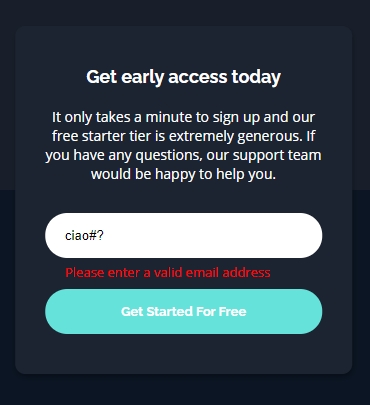 Get early access today
It only takes a minute to sign up and our
free starter tier is extremely generous. If
you have any questions, our support team
would be happy to help you.
ciao#?
Please enter a valid email address
Get Started For Free